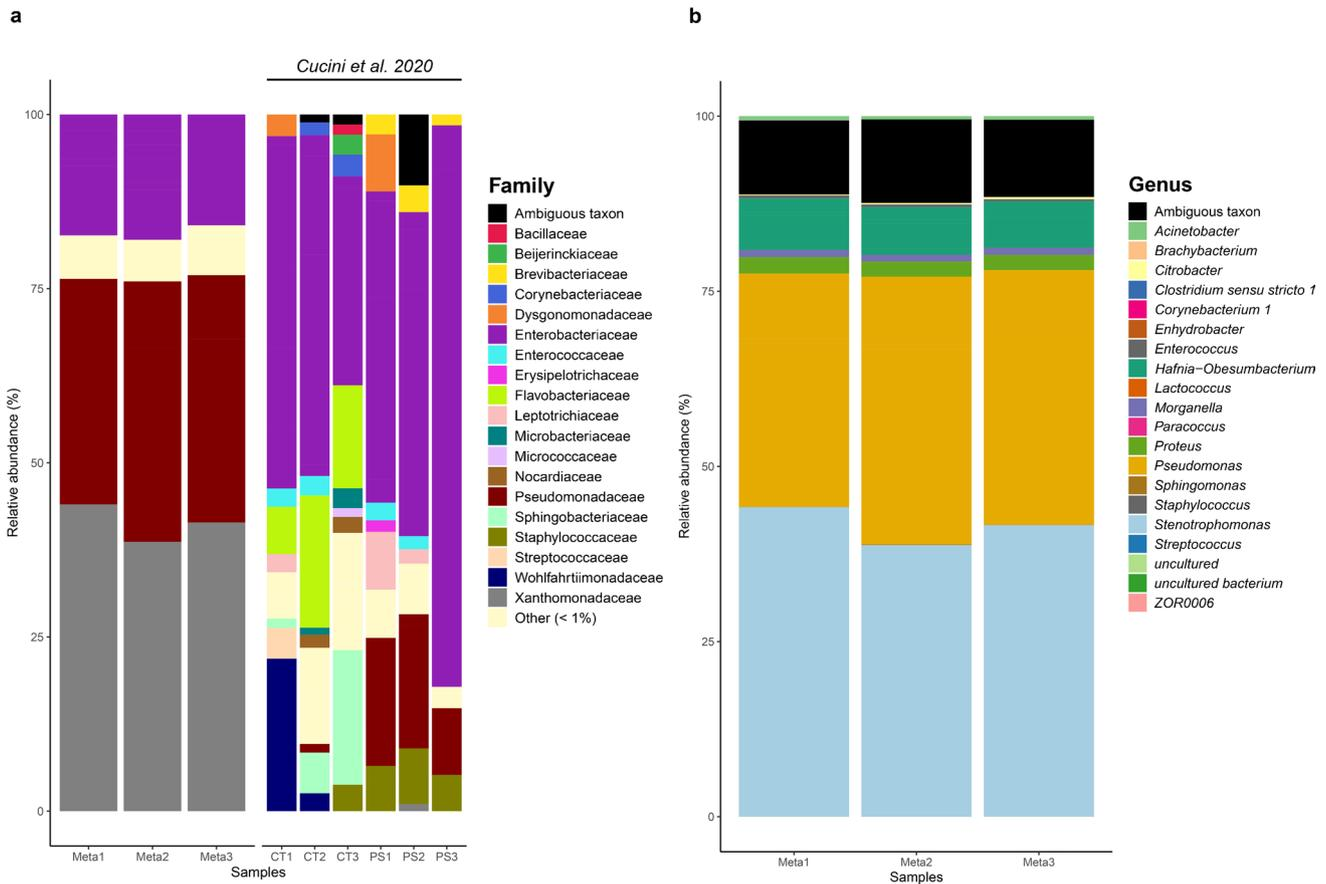 a
Cucini et al. 2020
100
75
50
25
0
Relative abundance (%)
Meta1
Meta2
Meta3
CT1
CT2
CT3
PS1
PS2
PS3
Samples
Family
Ambiguous taxon
Bacillaceae
Beijerinckiaceae
Brevibacteriaceae
Corynebacteriaceae
Dysgonomonadaceae
Enterobacteriaceae
Enterococcaceae
Erysipelotrichaceae
Flavobacteriaceae
Leptotrichiaceae
Microbacteriaceae
Micrococcaceae
Nocardiaceae
Pseudomonadaceae
Sphingobacteriaceae
Staphylococcaceae
Streptococcaceae
Wohlfahrtiimonadaceae
Xanthomonadaceae
Other (< 1%)
b
100
75
50
25
0
Relative abundance (%)
Meta1
Meta2
Meta3
Samples
Genus
Ambiguous taxon
Acinetobacter
Brachybacterium
Citrobacter
Clostridium sensu stricto 1
Corynebacterium 1
Enhydrobacter
Enterococcus
Hafnia−Obesumbacterium
Lactococcus
Morganella
Paracoccus
Proteus
Pseudomonas
Sphingomonas
Staphylococcus
Stenotrophomonas
Streptococcus
uncultured
uncultured bacterium
ZOR0006